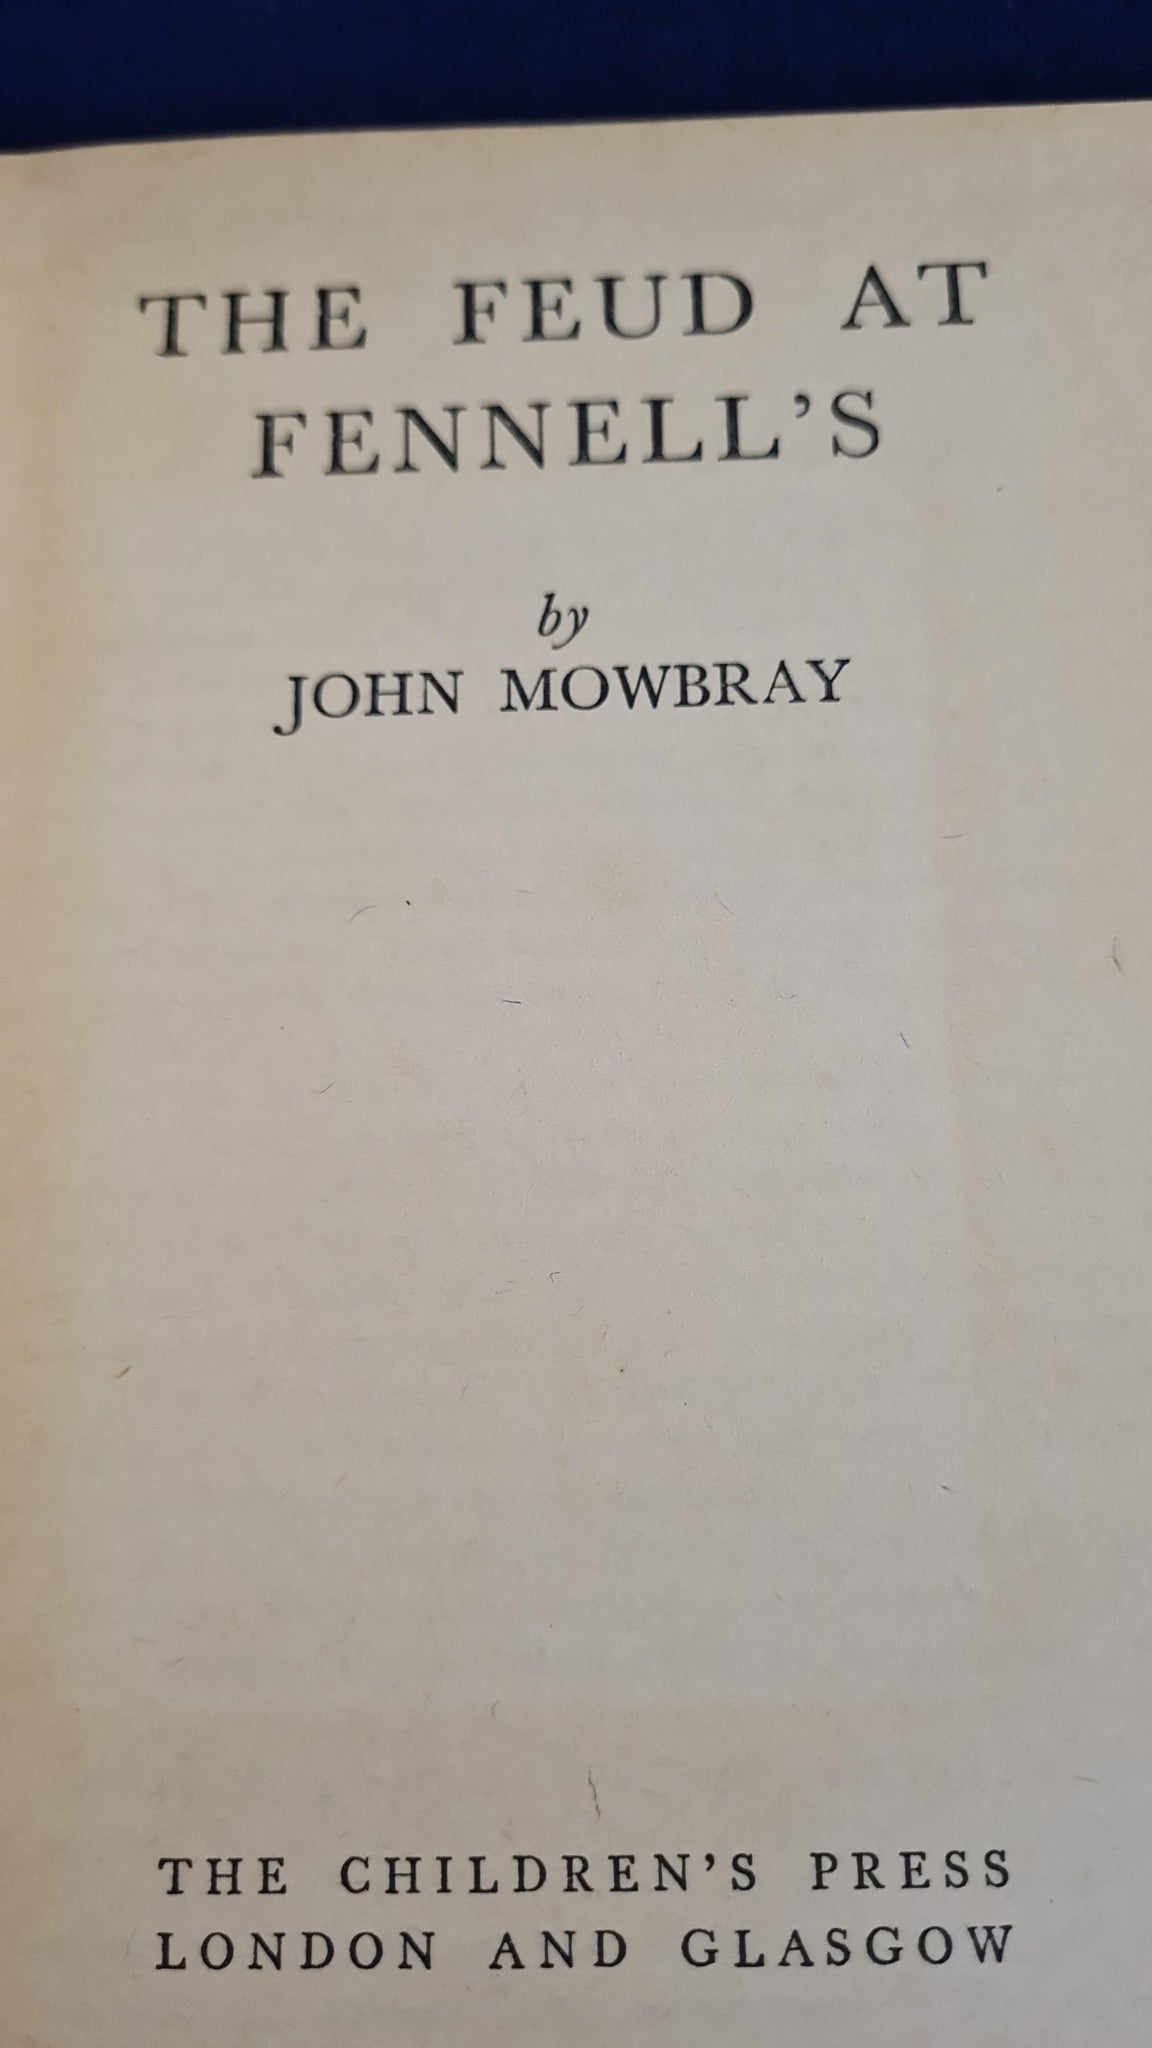 THE FEUD AT
FENNELL'S
by
JOHN MOWBRAY
THE CHILDREN'S PRESS
LONDON AND GLASGOW